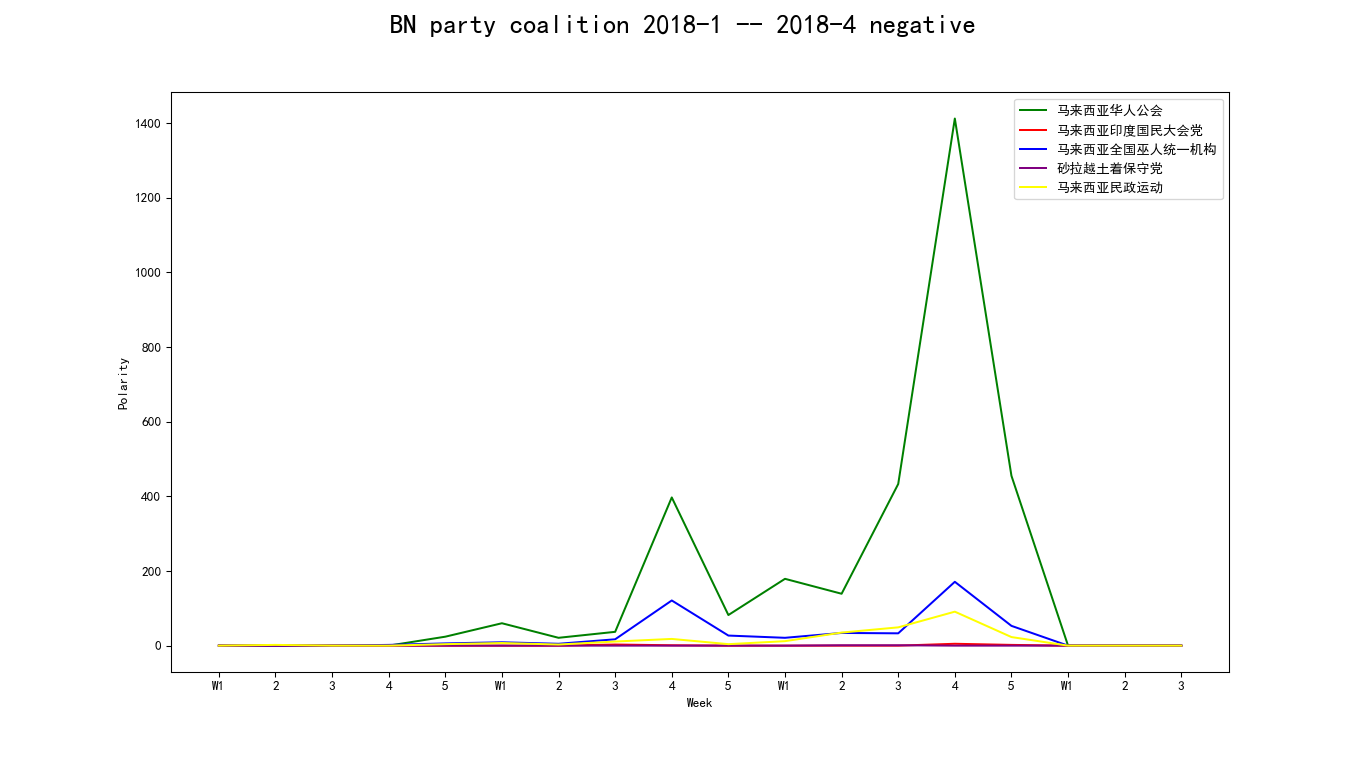 BN party coalition 2018-1 -- 2018-4 negative
马来西亚华人公会
马来西亚印度国民大会党
马来西亚全国巫人统一机构
砂拉越土着保守党
马来西亚民政运动
1400
1200
1000
800
600
400
200
0
Polarity
W1 2 3 4 5 W1 2 3 4 5 W1 2 3 4 5 W1 2 3
Week